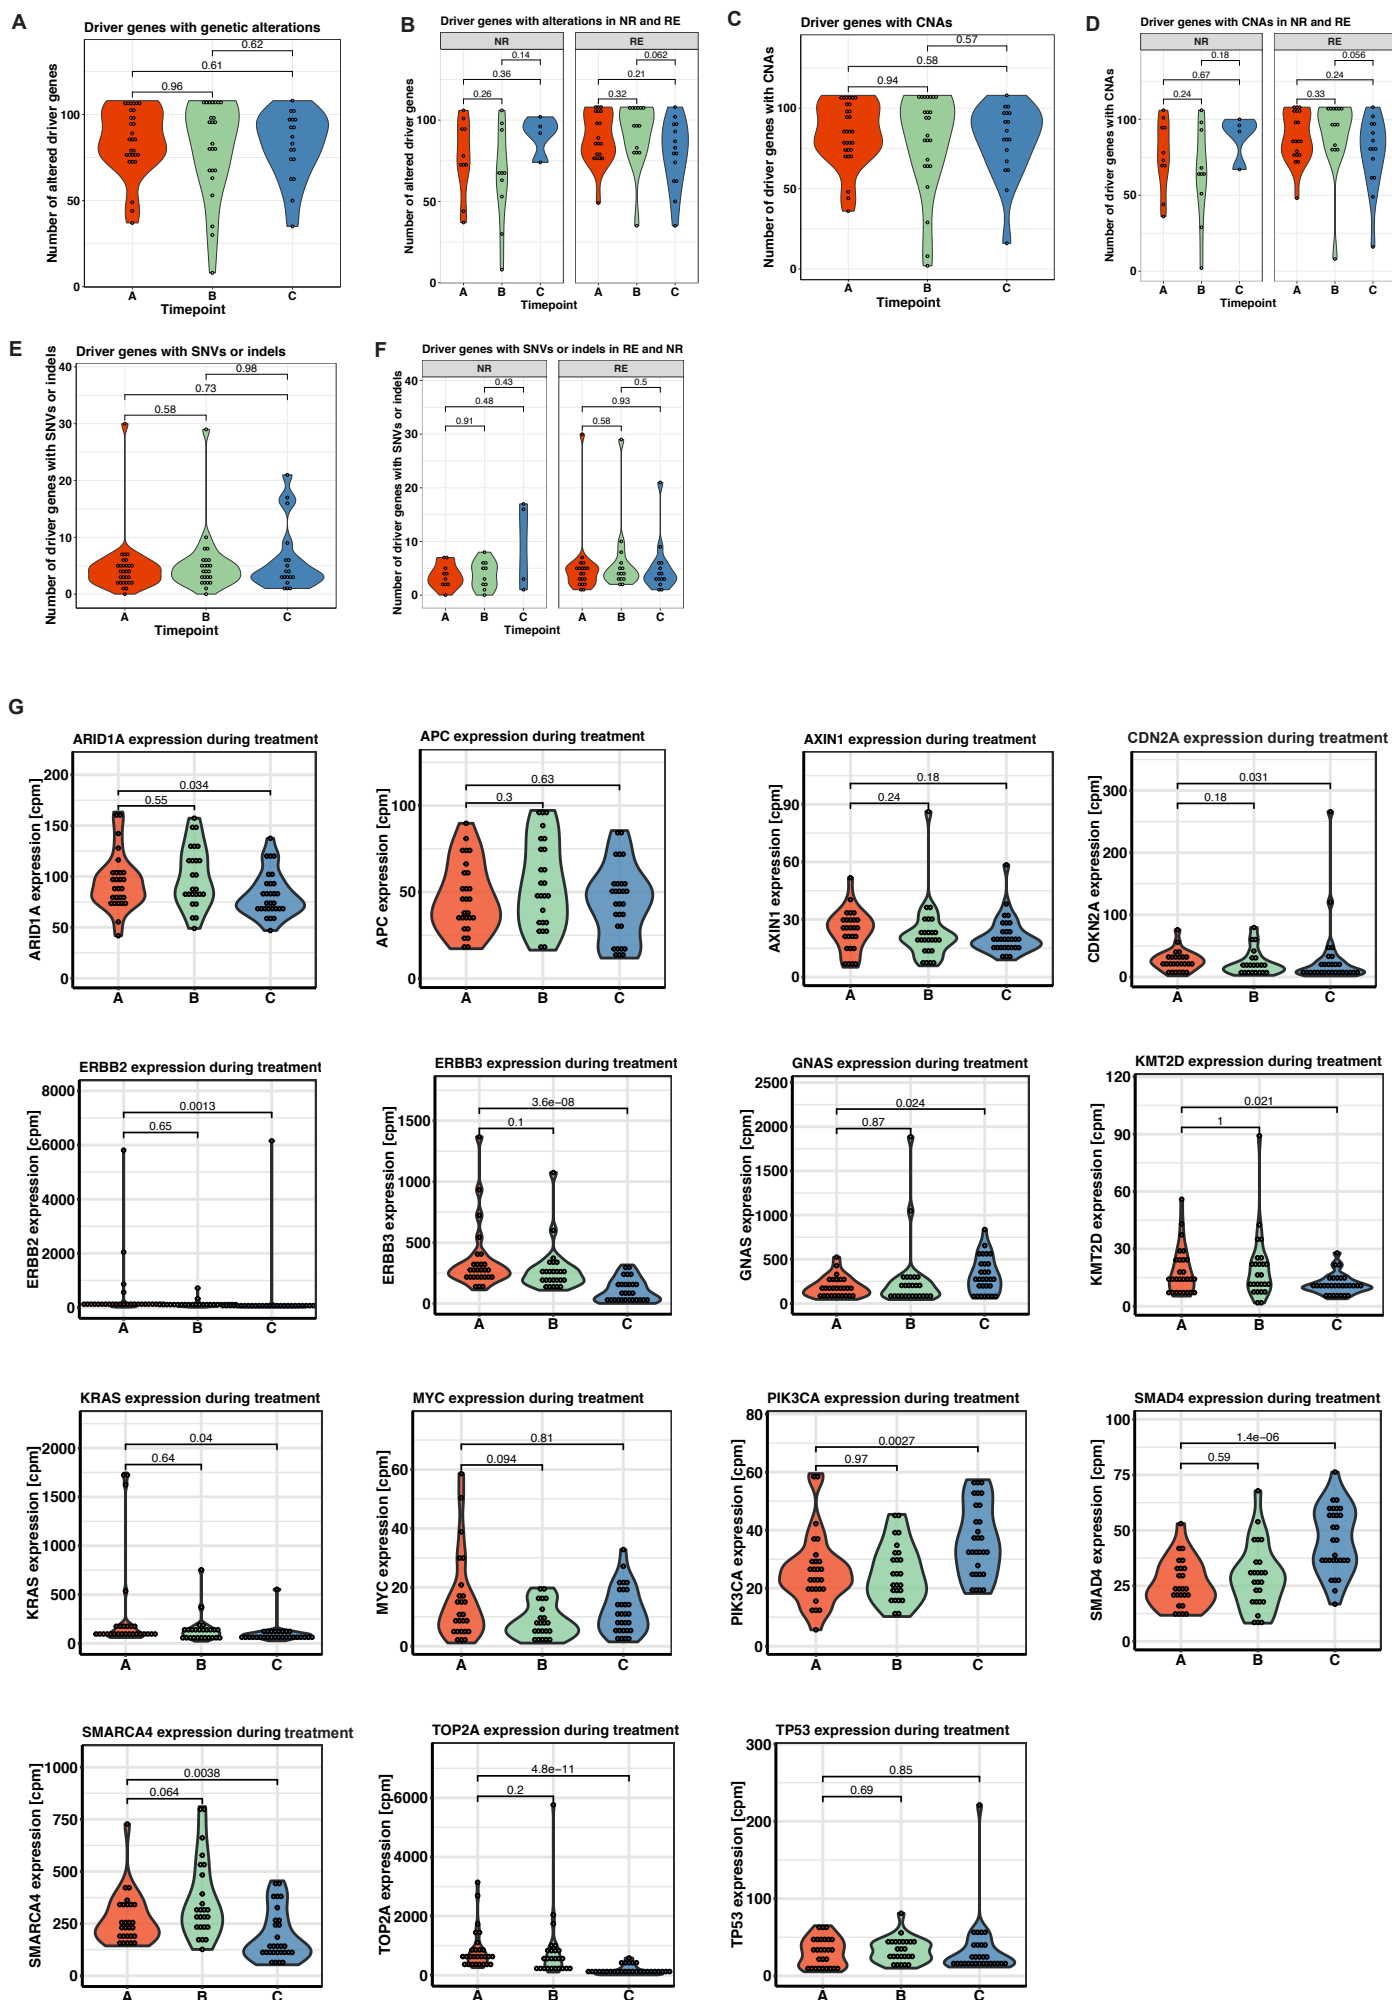 A
Driver genes with genetic alterations
Number of altered driver genes
100
50
0
0.62
0.61
0.96
A B C
Timepoint
B
Driver genes with alterations in NR and RE
Number of altered driver genes
NR RE
100
50
0
0.14
0.36
0.26
0.062
0.21
0.32
A B C A B C
Timepoint
C
Driver genes with CNAs
Number of driver genes with CNAs
100
50
0
0.57
0.58
0.94
A B C
Timepoint
D
Driver genes with CNAs in NR and RE
Number of driver genes with CNAs
NR RE
100
50
0
0.18
0.67
0.24
0.056
0.24
0.33
A B C A B C
Timepoint
E
Driver genes with SNVs or indels
Number of driver genes with SNVs or indels
40
30
20
10
0
0.98
0.73
0.58
A B C
Timepoint
F
Driver genes with SNVs or indels in RE and NR
Number of driver genes with SNVs or indels
NR RE
40
30
20
10
0
0.43
0.48
0.91
0.5
0.93
0.58
A B C A B C
Timepoint
G
ARID1A expression during treatment
ARID1A expression [cpm]
200
150
100
50
0
0.034
0.55
A B C
APC expression during treatment
APC expression [cpm]
100
50
0
0.63
0.3
A B C
AXIN1 expression during treatment
AXIN1 expression [cpm]
90
60
30
0
0.18
0.24
A B C
CDN2A expression during treatment
CDKN2A expression [cpm]
300
200
100
0
0.031
0.18
A B C
ERBB2 expression during treatment
ERBB2 expression [cpm]
8000
6000
4000
2000
0
0.0013
0.65
A B C
ERBB3 expression during treatment
ERBB3 expression [cpm]
1500
1000
500
0
3.6e-08
0.1
A B C
GNAS expression during treatment
GNAS expression [cpm]
2500
2000
1500
1000
500
0
0.024
0.87
A B C
KMT2D expression during treatment
KMT2D expression [cpm]
120
90
60
30
0
0.021
1
A B C
KRAS expression during treatment
KRAS expression [cpm]
2000
1500
1000
500
0
0.04
0.64
A B C
MYC expression during treatment
MYC expression [cpm]
60
40
20
0
0.81
0.094
A B C
PIK3CA expression during treatment
PIK3CA expression [cpm]
80
60
40
20
0
0.0027
0.97
A B C
SMAD4 expression during treatment
SMAD4 expression [cpm]
100
75
50
25
0
1.4e-06
0.59
A B C
SMARCA4 expression during treatment
SMARCA4 expression [cpm]
1000
750
500
250
0
0.0038
0.064
A B C
TOP2A expression during treatment
TOP2A expression [cpm]
6000
4000
2000
0
4.8e-11
0.2
A B C
TP53 expression during treatment
TP53 expression [cpm]
300
200
100
0
0.85
0.69
A B C